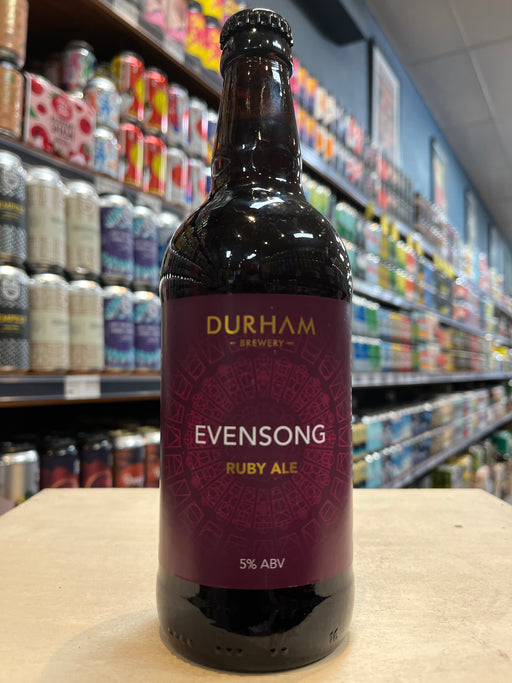 DURHAM
BREWERY
EVENSONG
RUBY ALE
5% ABV